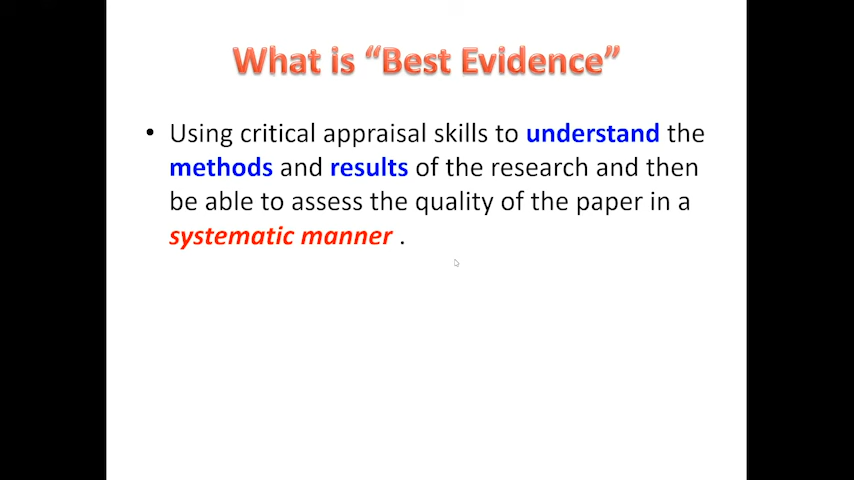 What is “Best Evidence”
• Using critical appraisal skills to understand the
methods and results of the research and then
be able to assess the quality of the paper in a
systematic manner .